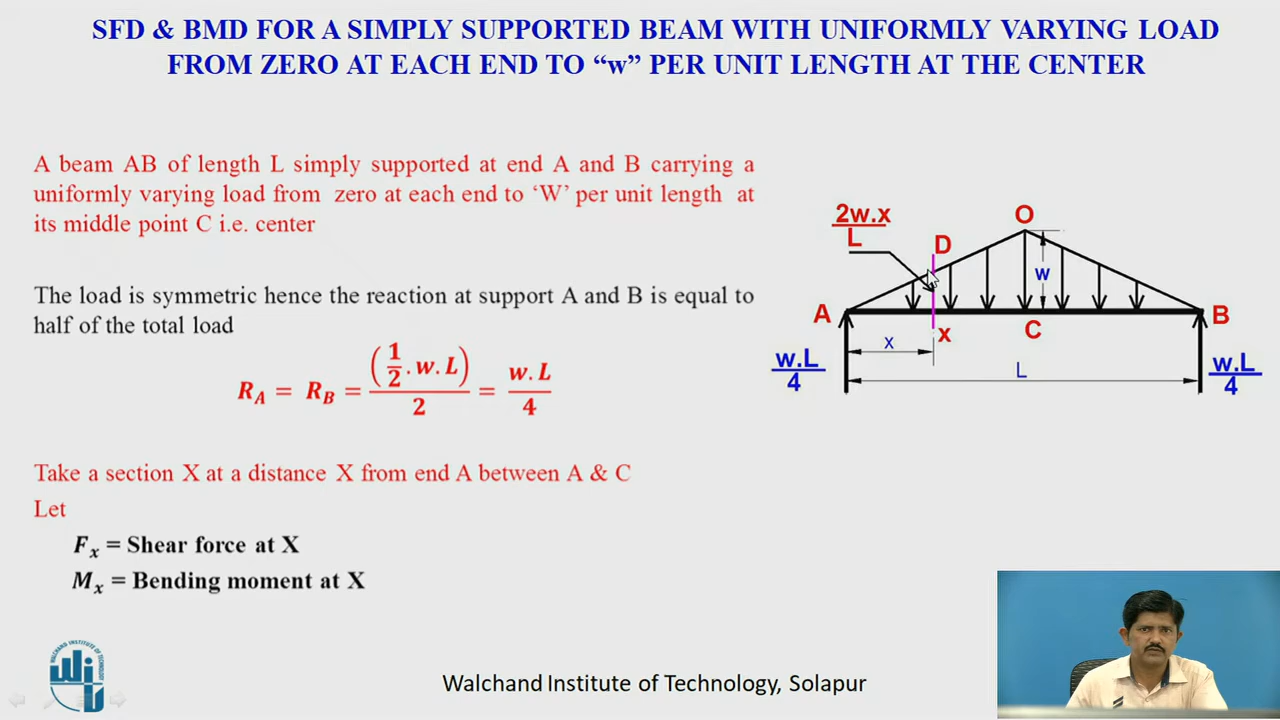 SFD & BMD FOR A SIMPLY SUPPORTED BEAM WITH UNIFORMLY VARYING LOAD
FROM ZERO AT EACH END TO “w” PER UNIT LENGTH AT THE CENTER
A beam AB of length L simply supported at end A and B carrying a
uniformly varying load from zero at each end to ‘W’ per unit length at
its middle point C i.e. center
The load is symmetric hence the reaction at support A and B is equal to
half of the total load
R_A = R_B = (1/2 . w. L)/2 = w. L/4
Take a section X at a distance X from end A between A & C
Let
F_x = Shear force at X
M_x = Bending moment at X
2w.x
L
D
O
w
A
B
x
x
C
w.L
4
L
w.L
4
WALCHAND INSTITUTE OF TECHNOLOGY
WIT
Walchand Institute of Technology, Solapur